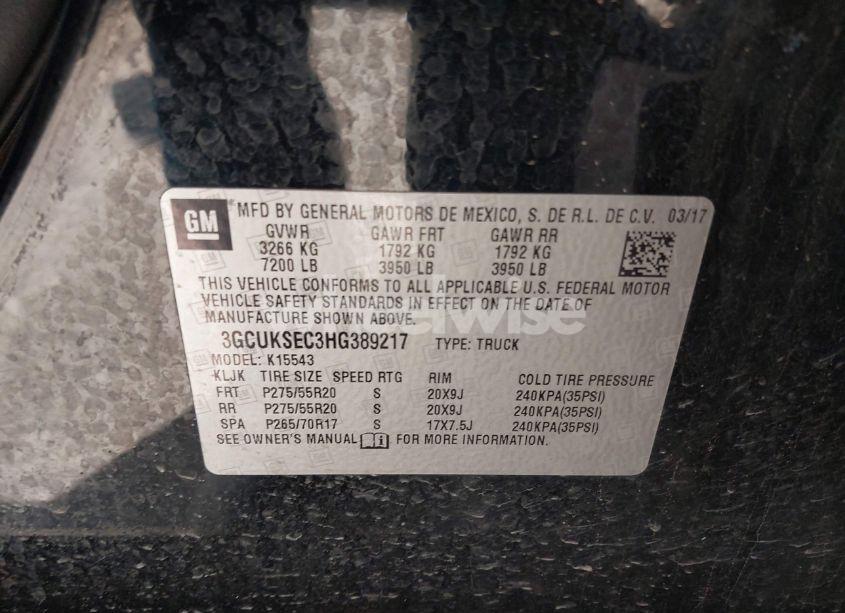 GM MFD BY GENERAL MOTORS DE MEXICO, S. DE R.L. DE C.V. 03/17
GVWR GAWR FRT GAWR RR
3266 KG 1792 KG 1792 KG
7200 LB 3950 LB 3950 LB
THIS VEHICLE CONFORMS TO ALL APPLICABLE U.S. FEDERAL MOTOR
VEHICLE SAFETY STANDARDS IN EFFECT ON THE DATE OF
MANUFACTURE SHOWN ABOVE.
3GCUKSEC3HG389217 TYPE: TRUCK
MODEL: K15543
KLJK TIRE SIZE SPEED RTG RIM COLD TIRE PRESSURE
FRT P275/55R20 S 20X9J 240KPA(35PSI)
RR P275/55R20 S 20X9J 240KPA(35PSI)
SPA P265/70R17 S 17X7.5J 240KPA(35PSI)
SEE OWNER'S MANUAL FOR MORE INFORMATION.